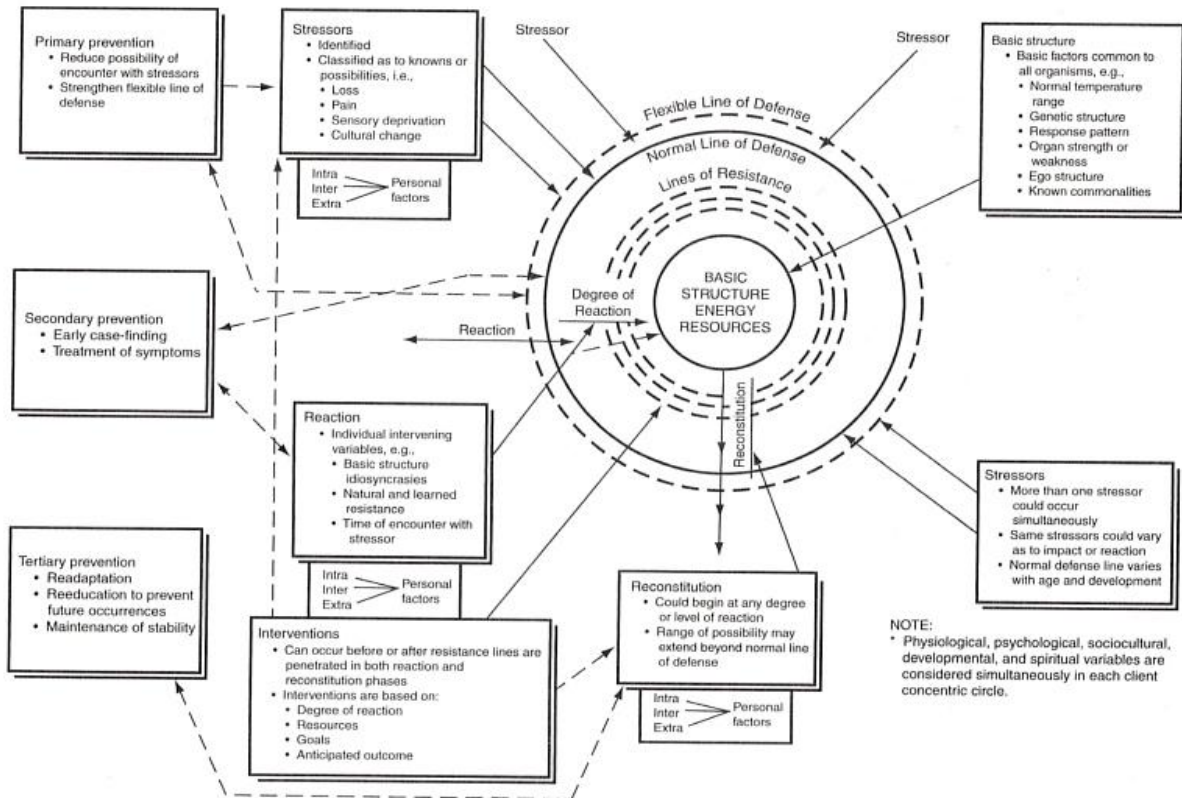 Primary prevention
• Reduce possibility of
encounter with stressors
• Strengthen flexible line of
defense
Stressors
• Identified
• Classified as to knowns or
possibilities, i.e.,
• Loss
• Pain
• Sensory deprivation
• Cultural change
Intra
Inter
Extra
Personal
factors
Stressor
Stressor
Basic structure
• Basic factors common to
all organisms, e.g.,
• Normal temperature
range
• Genetic structure
• Response pattern
• Organ strength or
weakness
• Ego structure
• Known commonalities
Flexible Line of Defense
Normal Line of Defense
Lines of Resistance
BASIC
STRUCTURE
ENERGY
RESOURCES
Degree of
Reaction
Reaction
Reconstitution
Secondary prevention
• Early case-finding
• Treatment of symptoms
Reaction
• Individual intervening
variables, e.g.,
• Basic structure
idiosyncrasies
• Natural and learned
resistance
• Time of encounter with
stressor
Intra
Inter
Extra
Personal
factors
Stressors
• More than one stressor
could occur
simultaneously
• Same stressors could vary
as to impact or reaction
• Normal defense line varies
with age and development
Tertiary prevention
• Readaptation
• Reeducation to prevent
future occurrences
• Maintenance of stability
Interventions
• Can occur before or after resistance lines are
penetrated in both reaction and
reconstitution phases
• Interventions are based on:
• Degree of reaction
• Resources
• Goals
• Anticipated outcome
Reconstitution
• Could begin at any degree
or level of reaction
• Range of possibility may
extend beyond normal line
of defense
Intra
Inter
Extra
Personal
factors
NOTE:
* Physiological, psychological, sociocultural,
developmental, and spiritual variables are
considered simultaneously in each client
concentric circle.